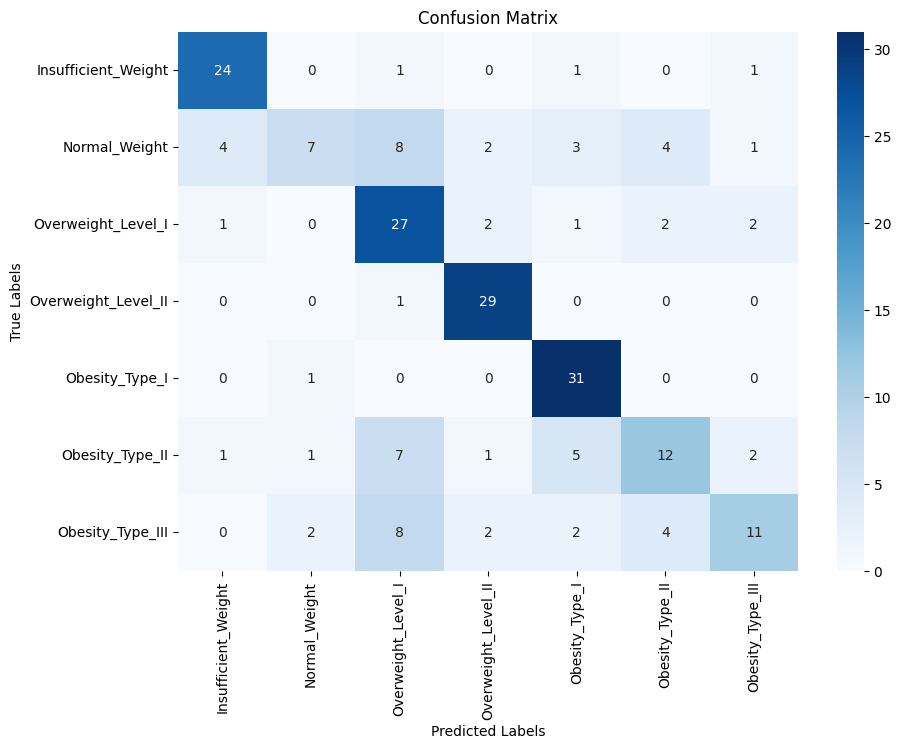 Confusion Matrix
Insufficient_Weight 24 0 1 0 1 0 1
Normal_Weight 4 7 8 2 3 4 1
Overweight_Level_I 1 0 27 2 1 2 2
Overweight_Level_II 0 0 1 29 0 0 0
Obesity_Type_I 0 1 0 0 31 0 0
Obesity_Type_II 1 1 7 1 5 12 2
Obesity_Type_III 0 2 8 2 2 4 11
True Labels
Insufficient_Weight
Normal_Weight
Overweight_Level_I
Overweight_Level_II
Obesity_Type_I
Obesity_Type_II
Obesity_Type_III
Predicted Labels
30
25
20
15
10
5
0